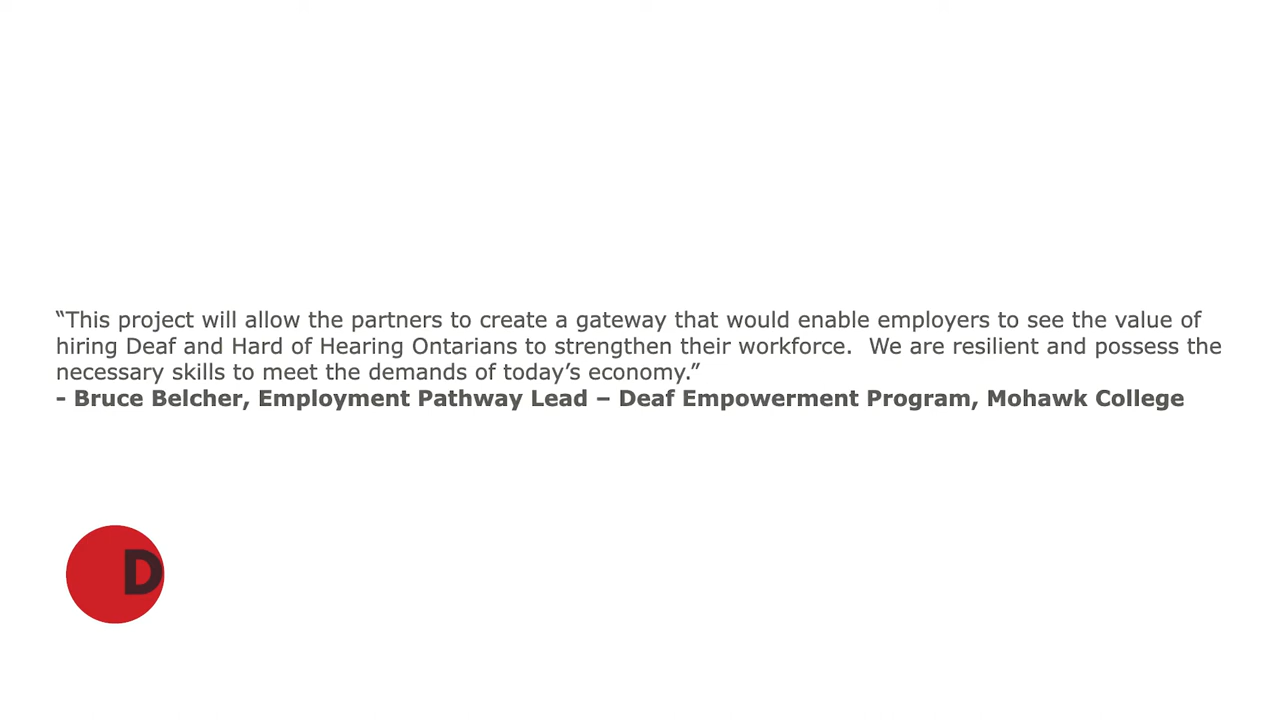 “This project will allow the partners to create a gateway that would enable employers to see the value of
hiring Deaf and Hard of Hearing Ontarians to strengthen their workforce.  We are resilient and possess the
necessary skills to meet the demands of today’s economy.”
- Bruce Belcher, Employment Pathway Lead – Deaf Empowerment Program, Mohawk College
D